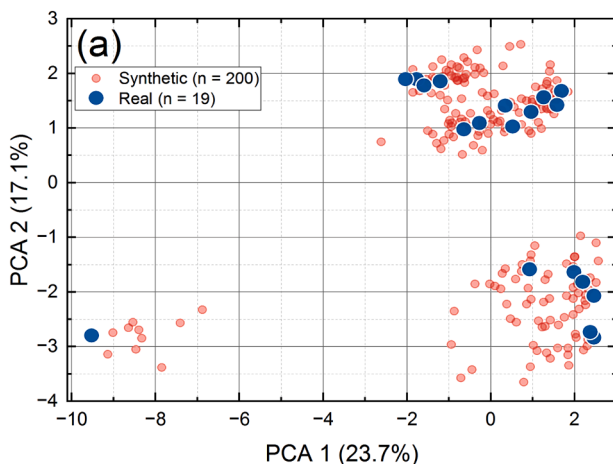 (a)
Synthetic (n = 200)
Real (n = 19)
3
2
1
0
−1
−2
−3
−4
PCA 2 (17.1%)
−10 −8 −6 −4 −2 0 2
PCA 1 (23.7%)